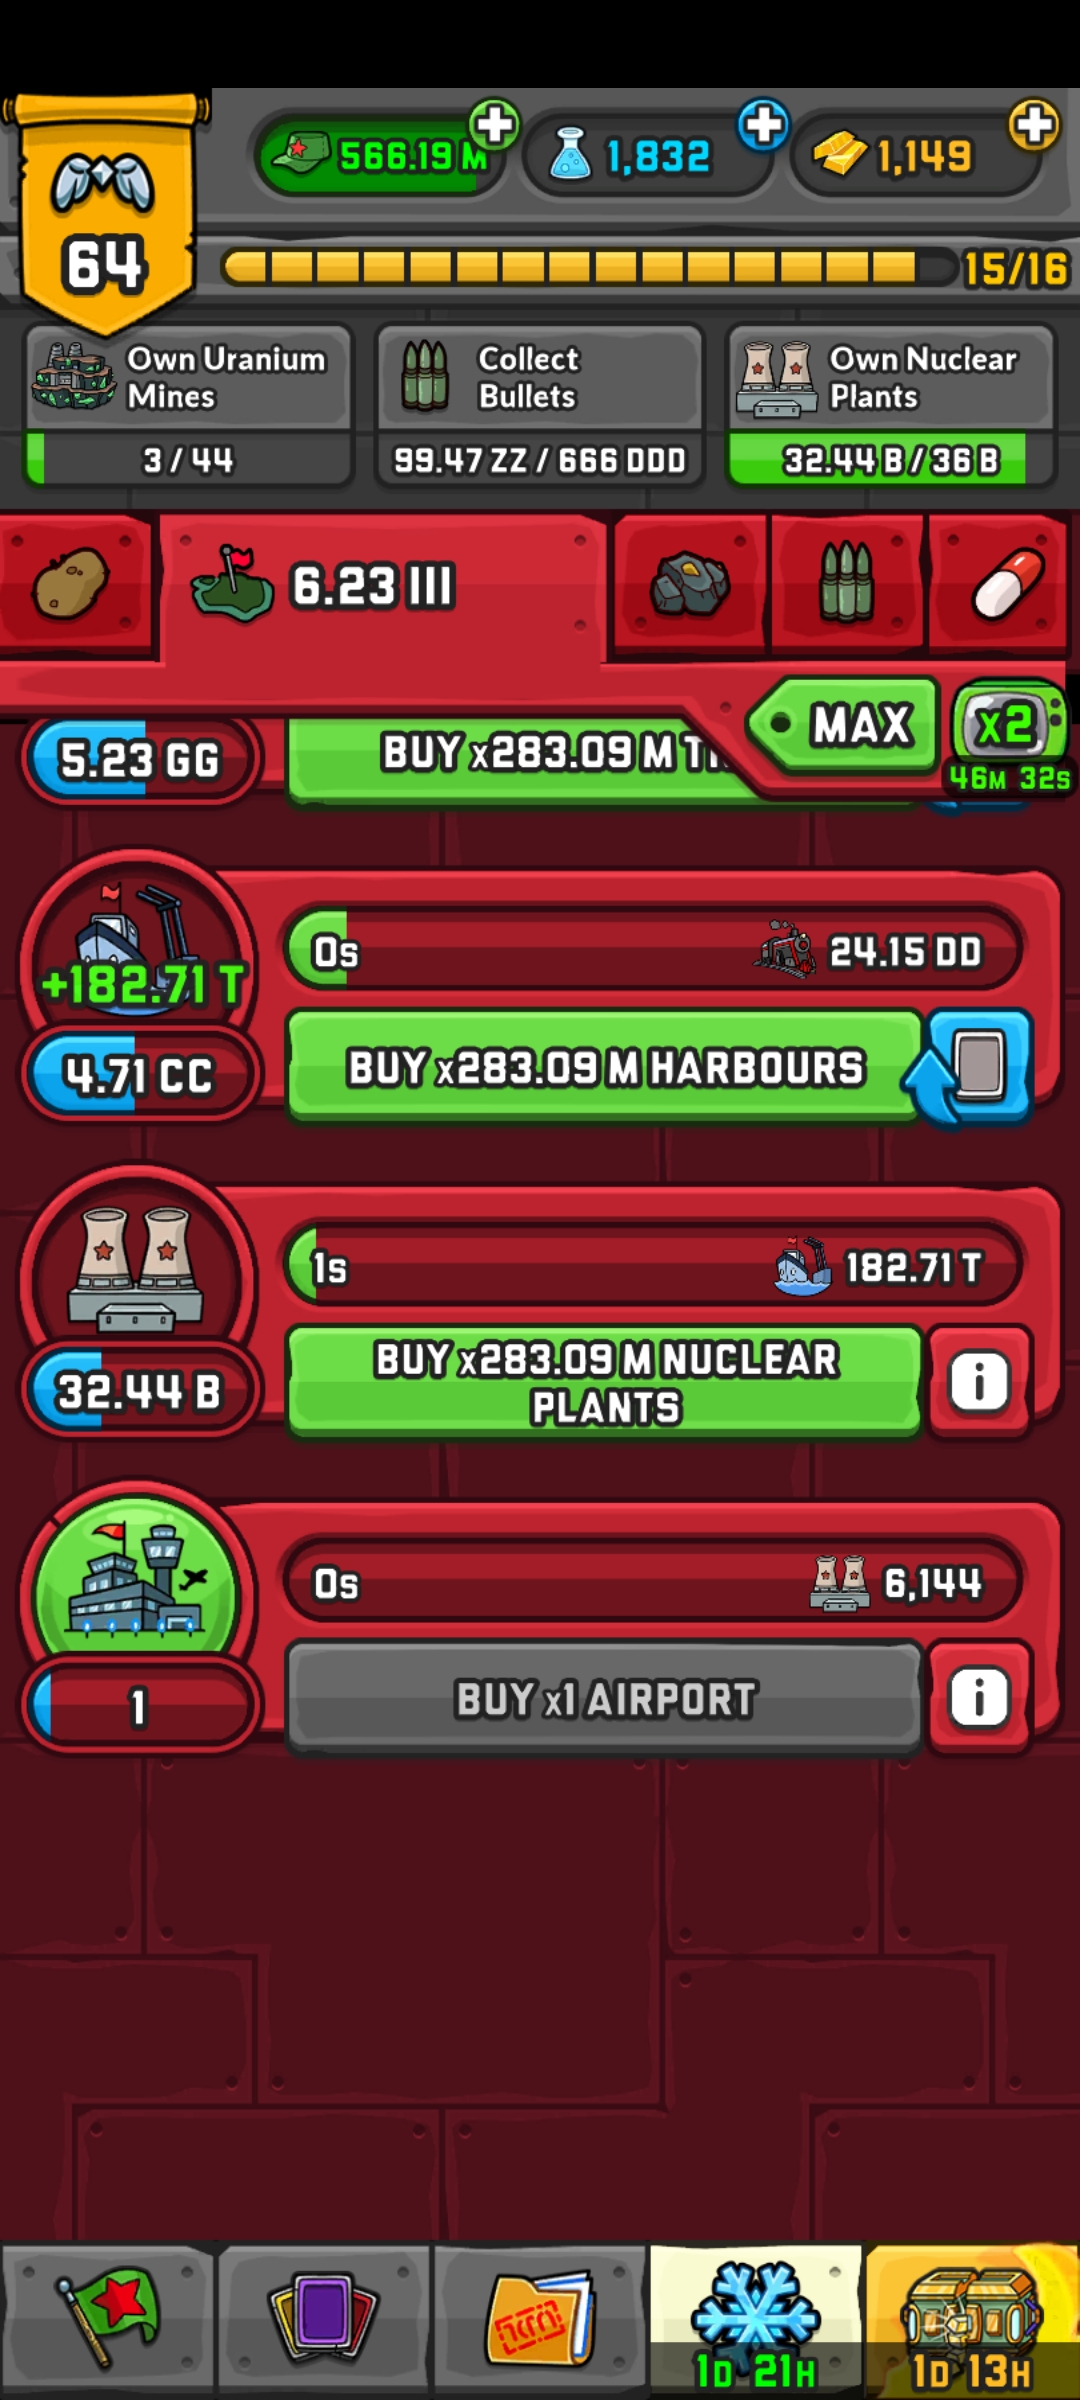 566.19 M
1,832
1,149
64
15/16
Own Uranium
Mines
3 / 44
Collect
Bullets
99.47 ZZ / 666 DDD
Own Nuclear
Plants
32.44 B / 36 B
6.23 III
MAX
x2
46M 32S
5.23 GG
BUY x283.09 M
+182.71 T
4.71 CC
0s
24.15 DD
BUY x283.09 M HARBOURS
32.44 B
1s
182.71 T
BUY x283.09 M NUCLEAR
PLANTS
i
1
0s
6,144
BUY x1 AIRPORT
i
1D 21H
1D 13H